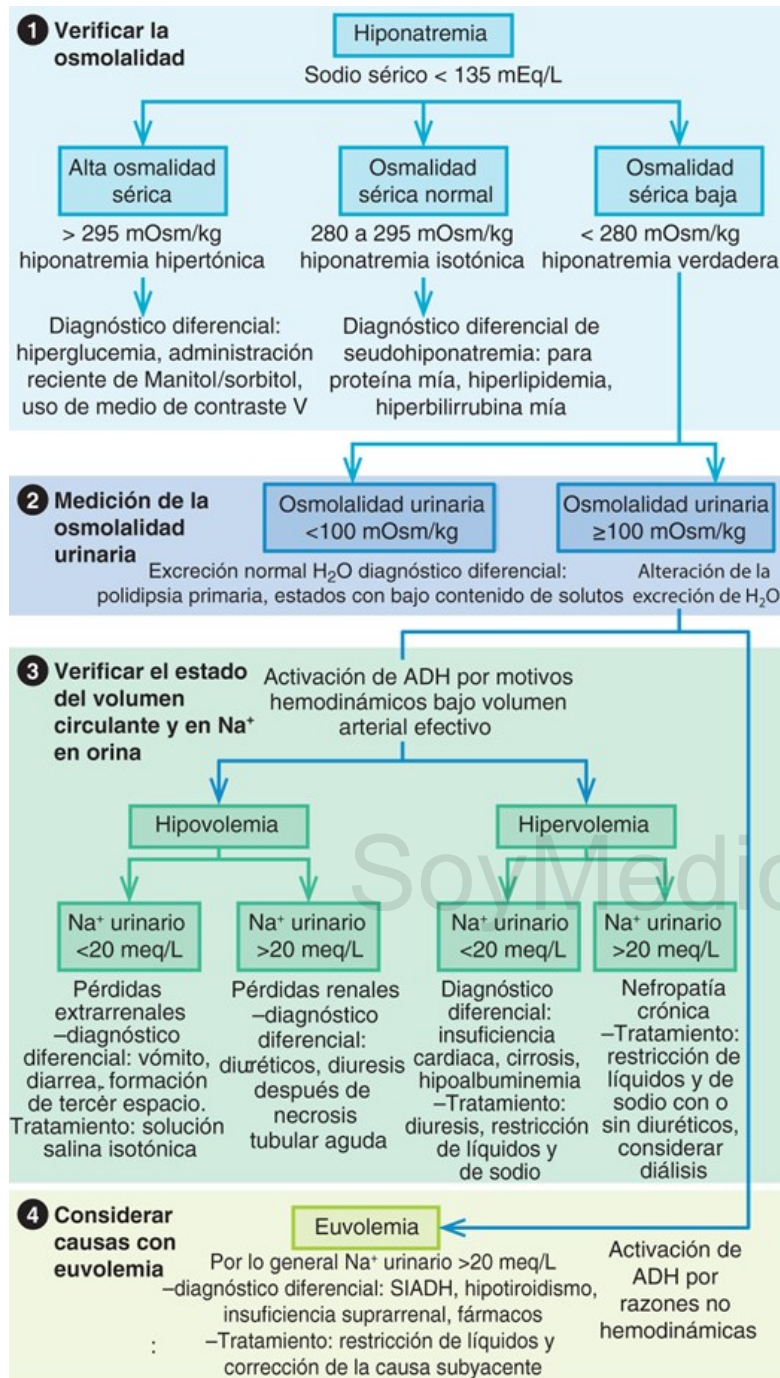 1 Verificar la
osmolalidad
Hiponatremia
Sodio sérico < 135 mEq/L
Alta osmalidad
sérica
> 295 mOsm/kg
hiponatremia hipertónica
Diagnóstico diferencial:
hiperglucemia, administración
reciente de Manitol/sorbitol,
uso de medio de contraste V
Osmalidad
sérica normal
280 a 295 mOsm/kg
hiponatremia isotónica
Diagnóstico diferencial de
seudohiponatremia: para
proteína mía, hiperlipidemia,
hiperbilirrubina mía
Osmalidad
sérica baja
< 280 mOsm/kg
hiponatremia verdadera
2 Medición de la
osmolalidad
urinaria
Osmolalidad urinaria
<100 mOsm/kg
Excreción normal H₂O diagnóstico diferencial:
polidipsia primaria, estados con bajo contenido de solutos
Osmolalidad urinaria
≥100 mOsm/kg
Alteración de la
excreción de H₂O
3 Verificar el estado
del volumen
circulante y en Na⁺
en orina
Activación de ADH por motivos
hemodinámicos bajo volumen
arterial efectivo
Hipovolemia
Na⁺ urinario
<20 meq/L
Pérdidas
extrarrenales
–diagnóstico
diferencial: vómito,
diarrea, formación
de tercer espacio.
Tratamiento: solución
salina isotónica
Na⁺ urinario
>20 meq/L
Pérdidas renales
–diagnóstico
diferencial:
diuréticos, diuresis
después de
necrosis
tubular aguda
Hipervolemia
Na⁺ urinario
<20 meq/L
Diagnóstico
diferencial:
insuficiencia
cardiaca, cirrosis,
hipoalbuminemia
–Tratamiento:
diuresis, restricción
de líquidos y
de sodio
Na⁺ urinario
>20 meq/L
Nefropatía
crónica
–Tratamiento:
restricción de
líquidos y de
sodio con o
sin diuréticos,
considerar
diálisis
SoyMedic
4 Considerar
causas con
euvolemia
Euvolemia
Por lo general Na⁺ urinario >20 meq/L
–diagnóstico diferencial: SIADH, hipotiroidismo,
insuficiencia suprarrenal, fármacos
: –Tratamiento: restricción de líquidos y
corrección de la causa subyacente
Activación de
ADH por
razones no
hemodinámicas